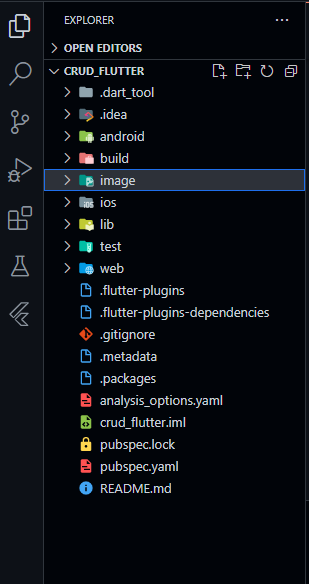 EXPLORER
OPEN EDITORS
CRUD_FLUTTER
.dart_tool
.idea
android
build
image
ios
lib
test
web
.flutter-plugins
.flutter-plugins-dependencies
.gitignore
.metadata
.packages
analysis_options.yaml
crud_flutter.iml
pubspec.lock
pubspec.yaml
README.md